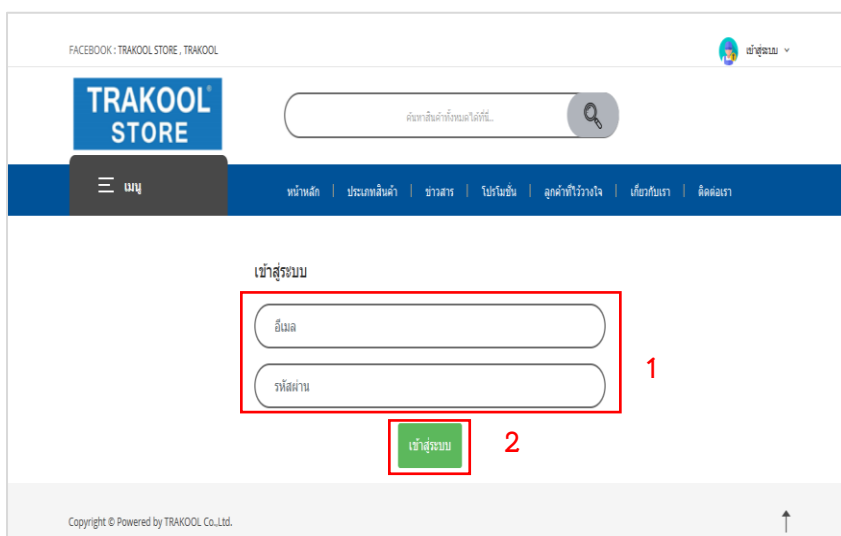 FACEBOOK : TRAKOOL STORE , TRAKOOL
เข้าสู่ระบบ
TRAKOOL
STORE
ค้นหาสินค้าทั้งหมดได้ที่นี่...
เมนู
หน้าหลัก | ประเภทสินค้า | ข่าวสาร | โปรโมชั่น | ลูกค้าที่ไว้วางใจ | เกี่ยวกับเรา | ติดต่อเรา
เข้าสู่ระบบ
อีเมล
รหัสผ่าน
1
เข้าสู่ระบบ
2
Copyright © Powered by TRAKOOL Co.,Ltd.